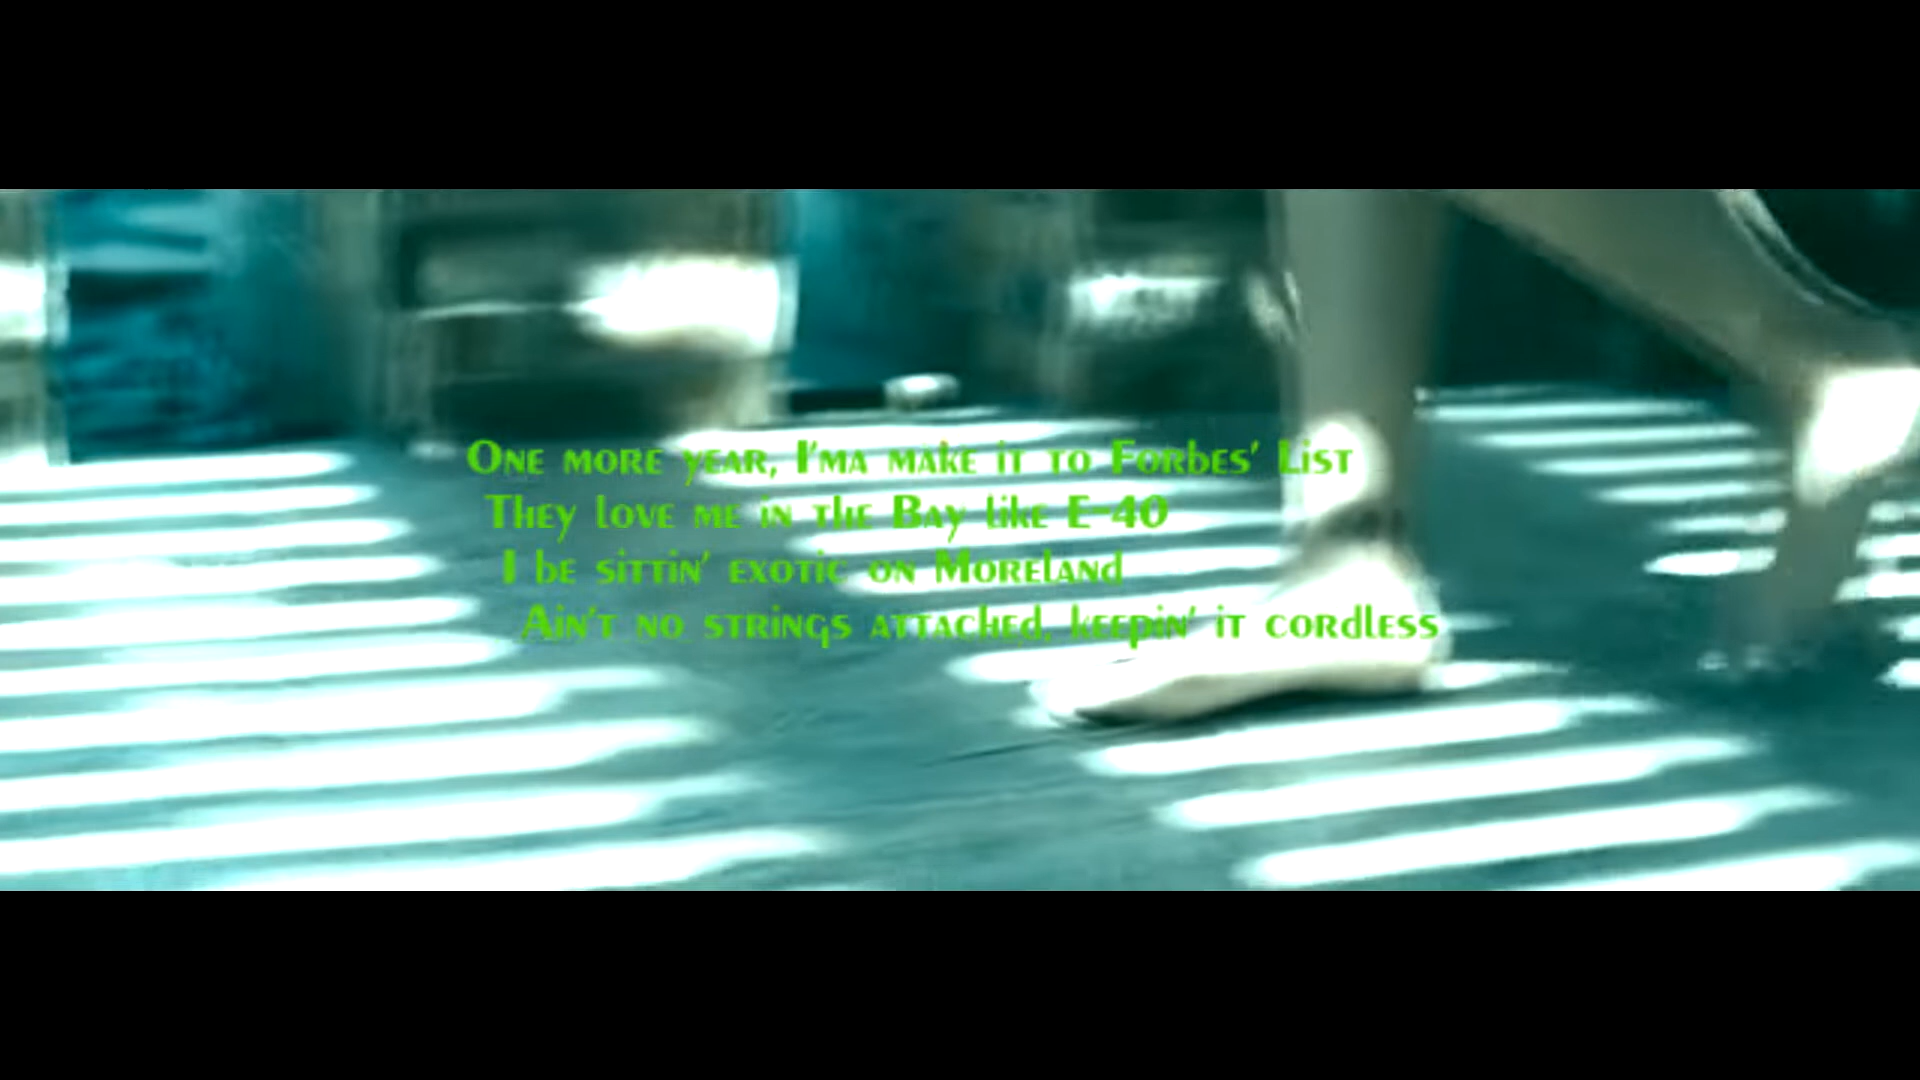 One more year, I'ma make it to Forbes' List
They love me in the Bay like E-40
I be sittin' exotic on Moreland
Ain't no strings attached, keepin' it cordless